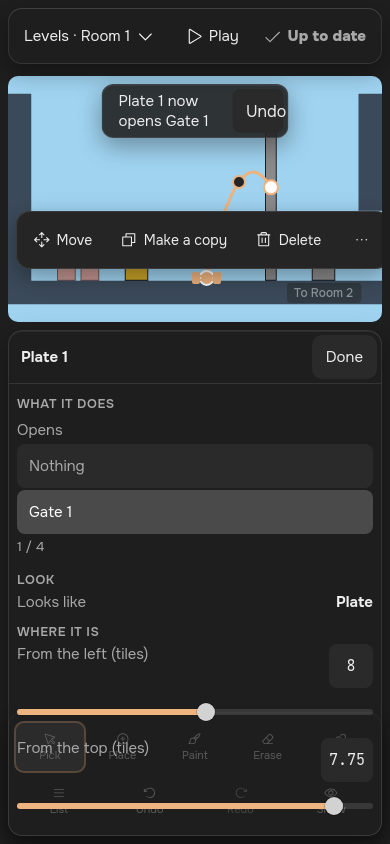 Levels · Room 1
Play
Up to date
Plate 1 now
opens Gate 1
Undo
Move
Make a copy
Delete
...
To Room 2
Plate 1
Done
WHAT IT DOES
Opens
Nothing
Gate 1
1 / 4
LOOK
Looks like
Plate
WHERE IT IS
From the left (tiles)
8
From the top (tiles)
7.75
Pick
Place
Paint
Erase
List
Undo
Redo